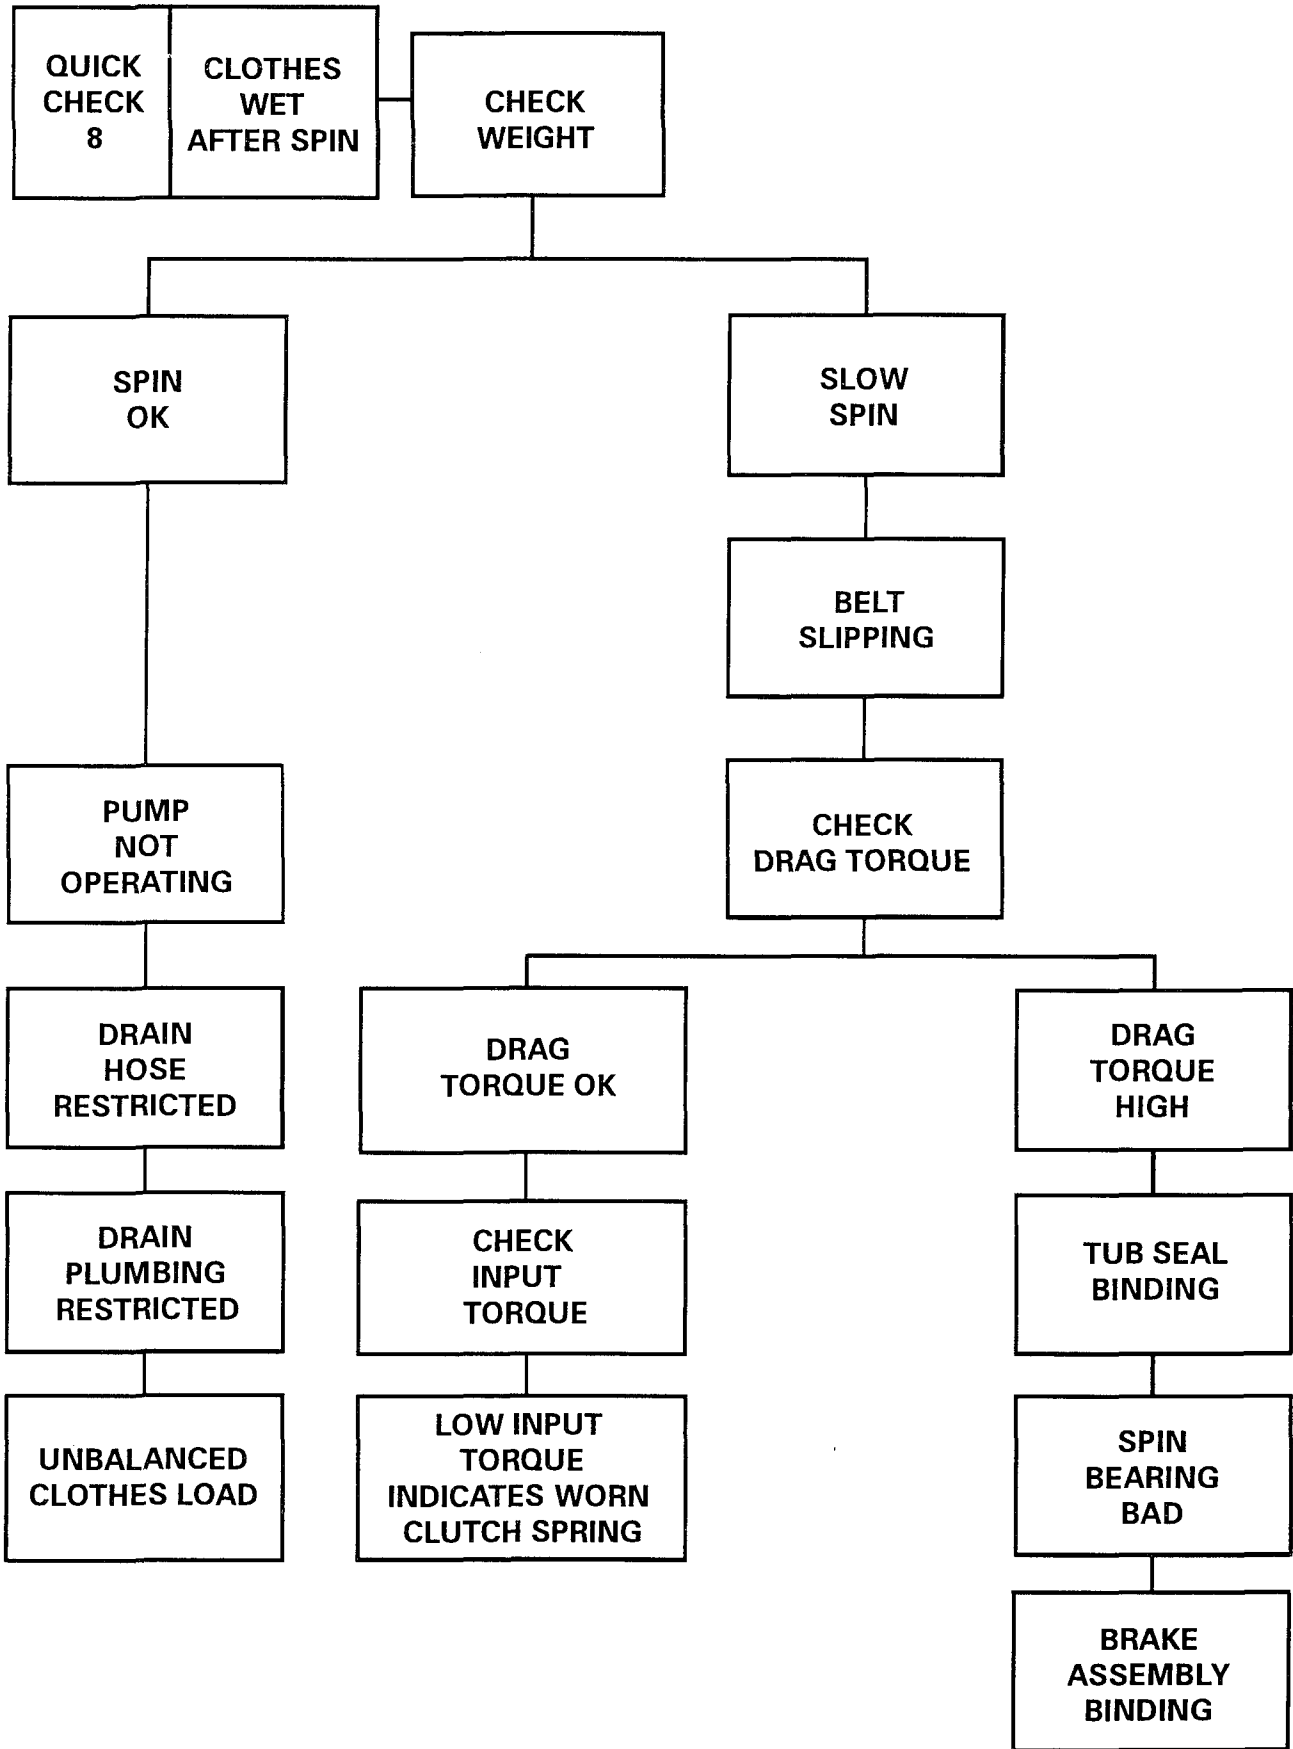 QUICK
CHECK
8
CLOTHES
WET
AFTER SPIN
CHECK
WEIGHT
SPIN
OK
SLOW
SPIN
BELT
SLIPPING
PUMP
NOT
OPERATING
CHECK
DRAG TORQUE
DRAIN
HOSE
RESTRICTED
DRAG
TORQUE OK
DRAG
TORQUE
HIGH
DRAIN
PLUMBING
RESTRICTED
CHECK
INPUT
TORQUE
TUB SEAL
BINDING
UNBALANCED
CLOTHES LOAD
LOW INPUT
TORQUE
INDICATES WORN
CLUTCH SPRING
SPIN
BEARING
BAD
BRAKE
ASSEMBLY
BINDING